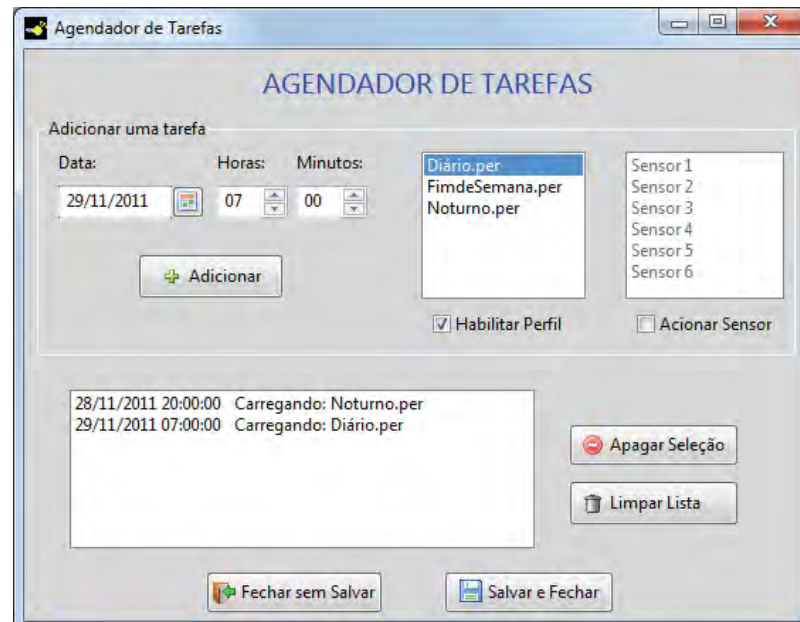 Agendador de Tarefas
AGENDADOR DE TAREFAS
Adicionar uma tarefa
Data: Horas: Minutos:
29/11/2011 07 00
Adicionar
Diário.per
FimdeSemana.per
Noturno.per
Habilitar Perfil
Sensor 1
Sensor 2
Sensor 3
Sensor 4
Sensor 5
Sensor 6
Acionar Sensor
28/11/2011 20:00:00 Carregando: Noturno.per
29/11/2011 07:00:00 Carregando: Diário.per
Apagar Seleção
Limpar Lista
Fechar sem Salvar Salvar e Fechar